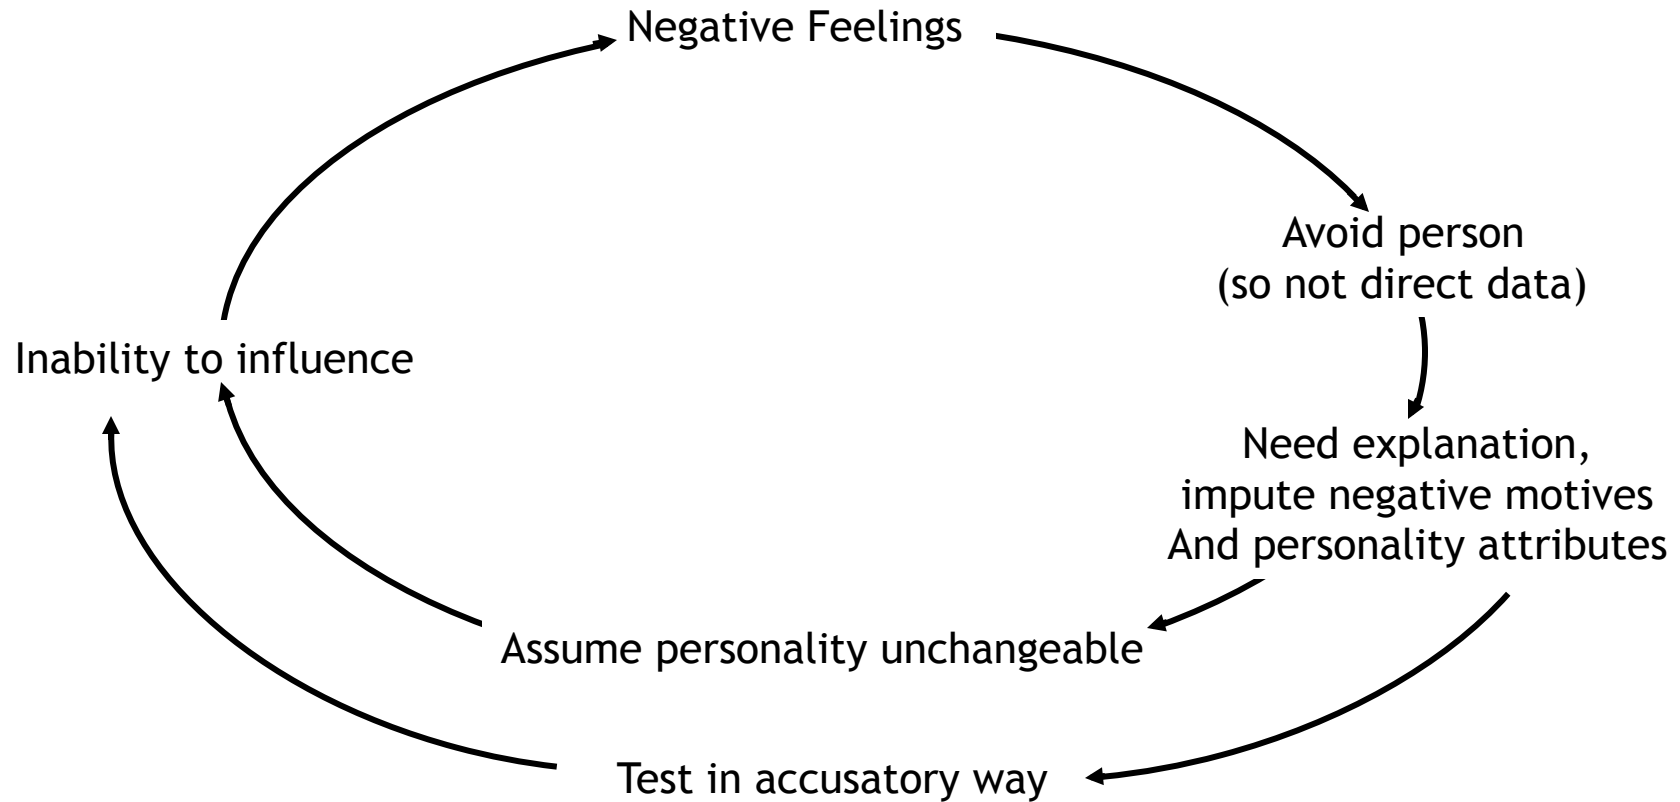 Negative Feelings
Avoid person
(so not direct data)
Inability to influence
Need explanation,
impute negative motives
And personality attributes
Assume personality unchangeable
Test in accusatory way